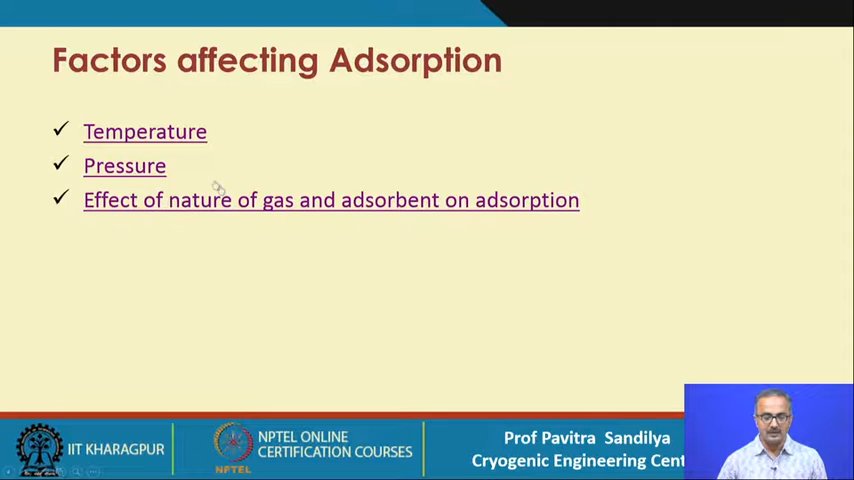 Factors affecting Adsorption
✓ Temperature
✓ Pressure
✓ Effect of nature of gas and adsorbent on adsorption
IIT KHARAGPUR
NPTEL
NPTEL ONLINE
CERTIFICATION COURSES
Prof Pavitra Sandilya
Cryogenic Engineering Cent